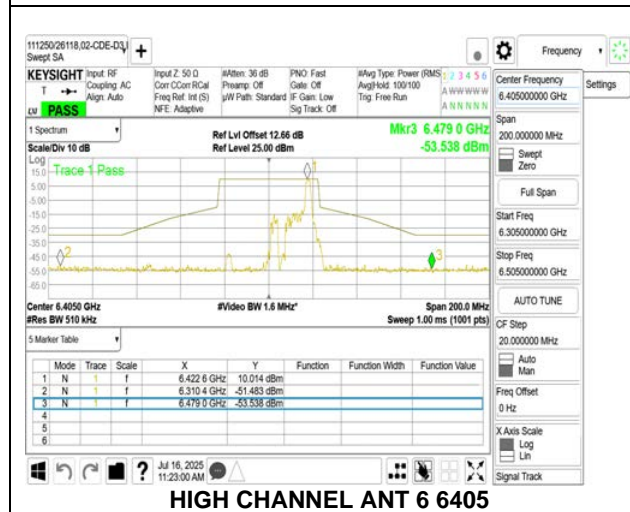 111250/26118,02-CDE-D3,I
Swept SA
Frequency
KEYSIGHT
Input: RF
Coupling: AC
Align: Auto
Input Z: 50 Ω
Corr CCorr RCal
Freq Ref: Int (S)
NFE: Adaptive
#Atten: 36 dB
Preamp: Off
µW Path: Standard
PNO: Fast
Gate: Off
IF Gain: Low
Sig Track: Off
#Avg Type: Power (RMS
Avg|Hold: 100/100
Trig: Free Run
1 2 3 4 5 6
A W W W W W
A N N N N N
T
PASS
Center Frequency
6.405000000 GHz
Settings
Span
200.000000 MHz
Swept
Zero
Full Span
Start Freq
6.305000000 GHz
Stop Freq
6.505000000 GHz
AUTO TUNE
CF Step
20.000000 MHz
Auto
Man
Freq Offset
0 Hz
X Axis Scale
Log
Lin
Signal Track
1 Spectrum
Scale/Div 10 dB
Ref Lvl Offset 12.66 dB
Ref Level 25.00 dBm
Mkr3 6.479 0 GHz
-53.538 dBm
Log
Trace 1 Pass
15.0
5.00
-5.00
-15.0
-25.0
-35.0
-45.0
-55.0
-65.0
1
2
3
Center 6.4050 GHz
#Res BW 510 kHz
#Video BW 1.6 MHz*
Span 200.0 MHz
Sweep 1.00 ms (1001 pts)
5 Marker Table
Mode Trace Scale X Y Function Function Width Function Value
1 N 1 f 6.422 6 GHz 10.014 dBm
2 N 1 f 6.310 4 GHz -51.483 dBm
3 N 1 f 6.479 0 GHz -53.538 dBm
4
5
6
Jul 16, 2025
11:23:00 AM
HIGH CHANNEL ANT 6 6405